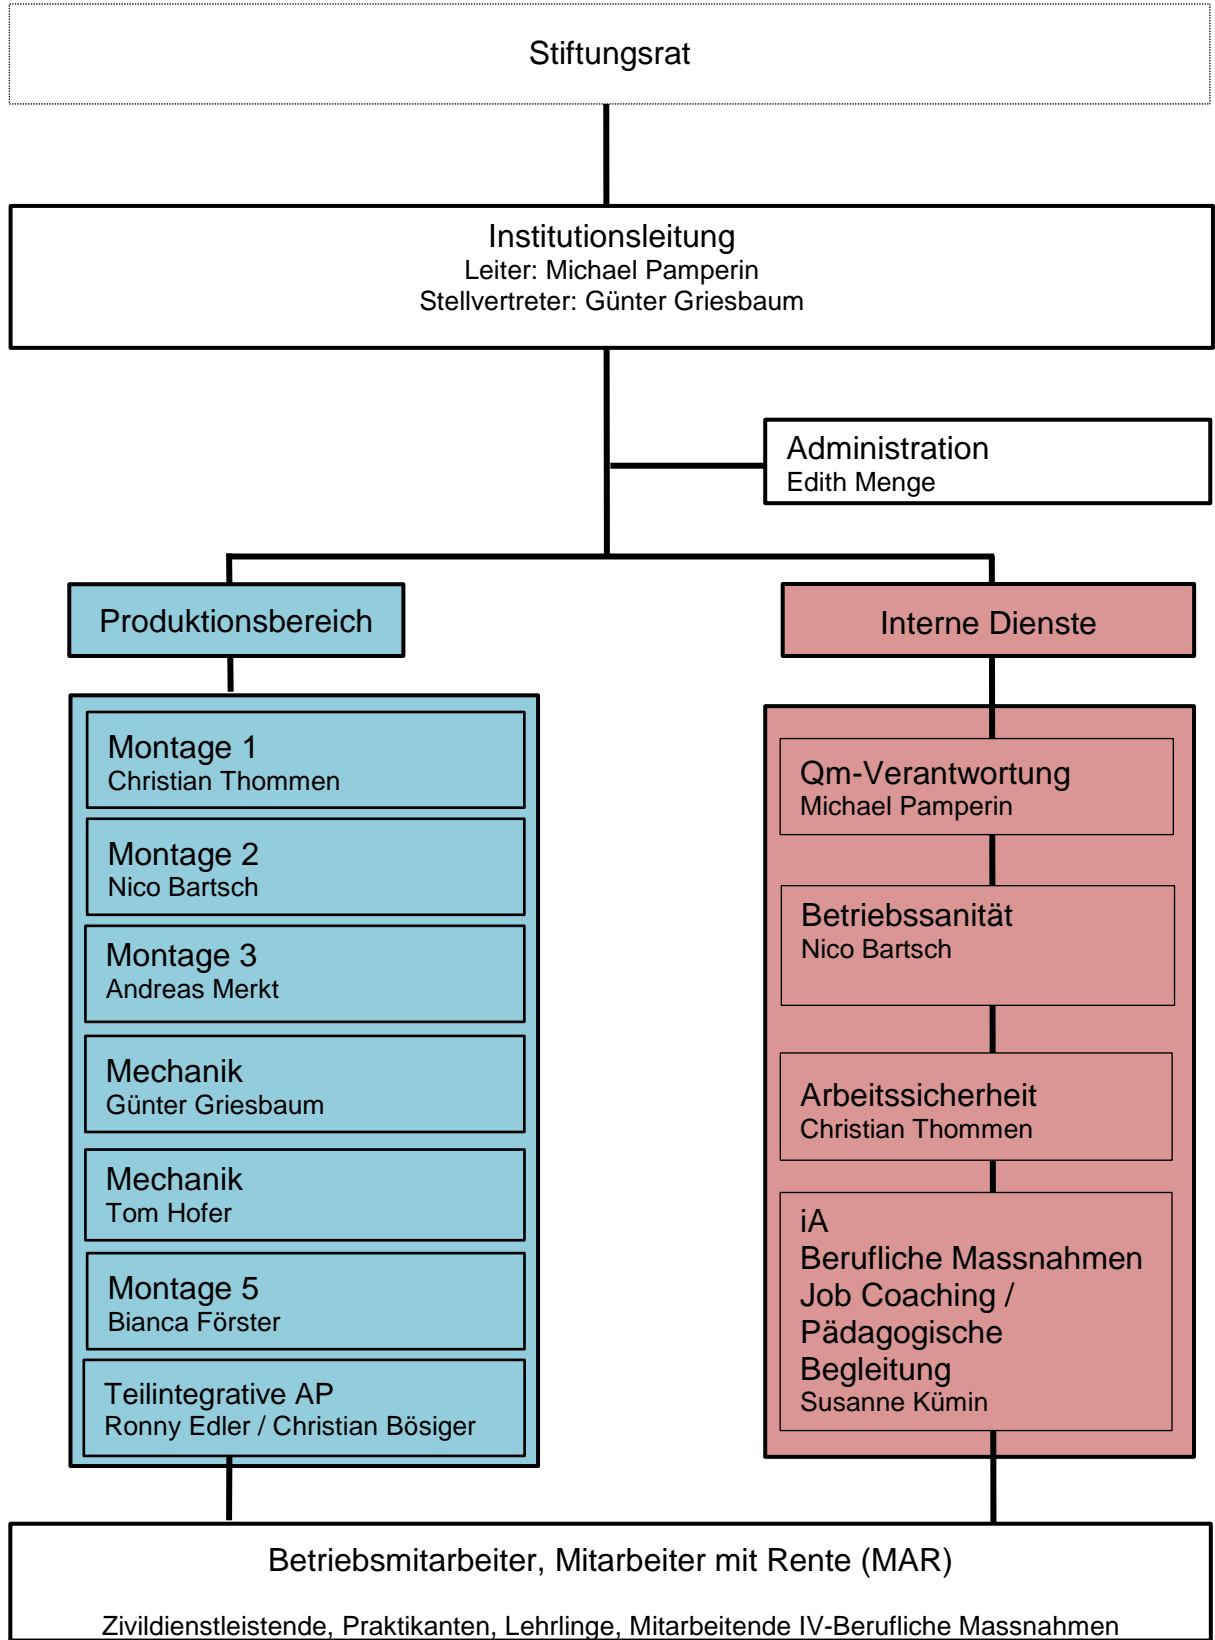 Stiftungsrat
Institutionsleitung
Leiter: Michael Pamperin
Stellvertreter: Günter Griesbaum
Administration
Edith Menge
Produktionsbereich
Montage 1
Christian Thommen
Montage 2
Nico Bartsch
Montage 3
Andreas Merkt
Mechanik
Günter Griesbaum
Mechanik
Tom Hofer
Montage 5
Bianca Förster
Teilintegrative AP
Ronny Edler / Christian Bösiger
Interne Dienste
Qm-Verantwortung
Michael Pamperin
Betriebssanität
Nico Bartsch
Arbeitssicherheit
Christian Thommen
iA
Berufliche Massnahmen
Job Coaching /
Pädagogische
Begleitung
Susanne Kümin
Betriebsmitarbeiter, Mitarbeiter mit Rente (MAR)
Zivildienstleistende, Praktikanten, Lehrlinge, Mitarbeitende IV-Berufliche Massnahmen